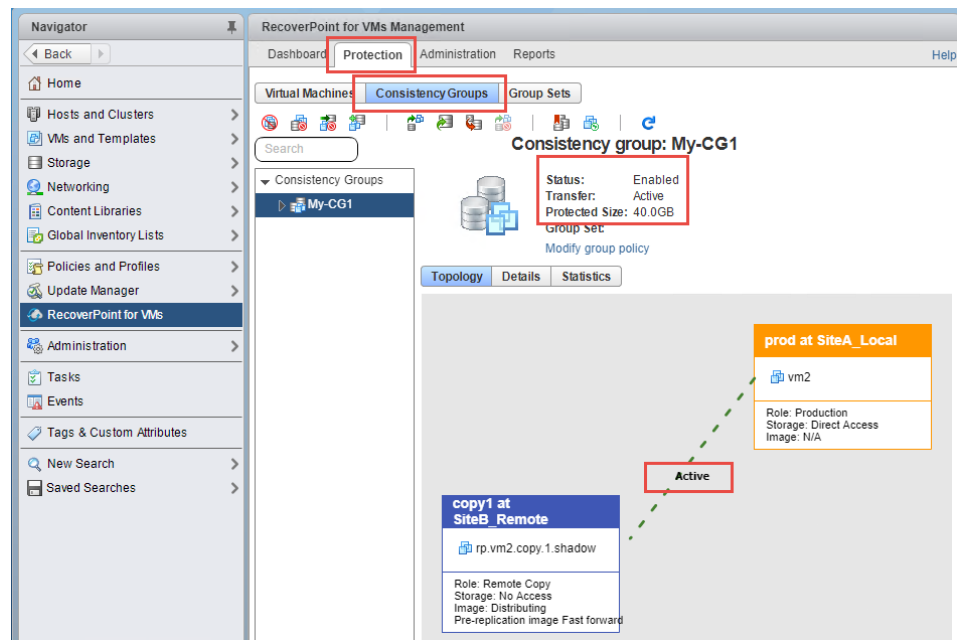 Navigator
Back
Home
Hosts and Clusters
VMs and Templates
Storage
Networking
Content Libraries
Global Inventory Lists
Policies and Profiles
Update Manager
RecoverPoint for VMs
Administration
Tasks
Events
Tags & Custom Attributes
New Search
Saved Searches
RecoverPoint for VMs Management
Dashboard Protection Administration Reports Help
Virtual Machines Consistency Groups Group Sets
Search
Consistency Groups
My-CG1
Consistency group: My-CG1
Status: Enabled
Transfer: Active
Protected Size: 40.0GB
Group Set:
Modify group policy
Topology Details Statistics
prod at SiteA_Local
vm2
Role: Production
Storage: Direct Access
Image: N/A
Active
copy1 at
SiteB_Remote
rp.vm2.copy.1.shadow
Role: Remote Copy
Storage: No Access
Image: Distributing
Pre-replication image Fast forward